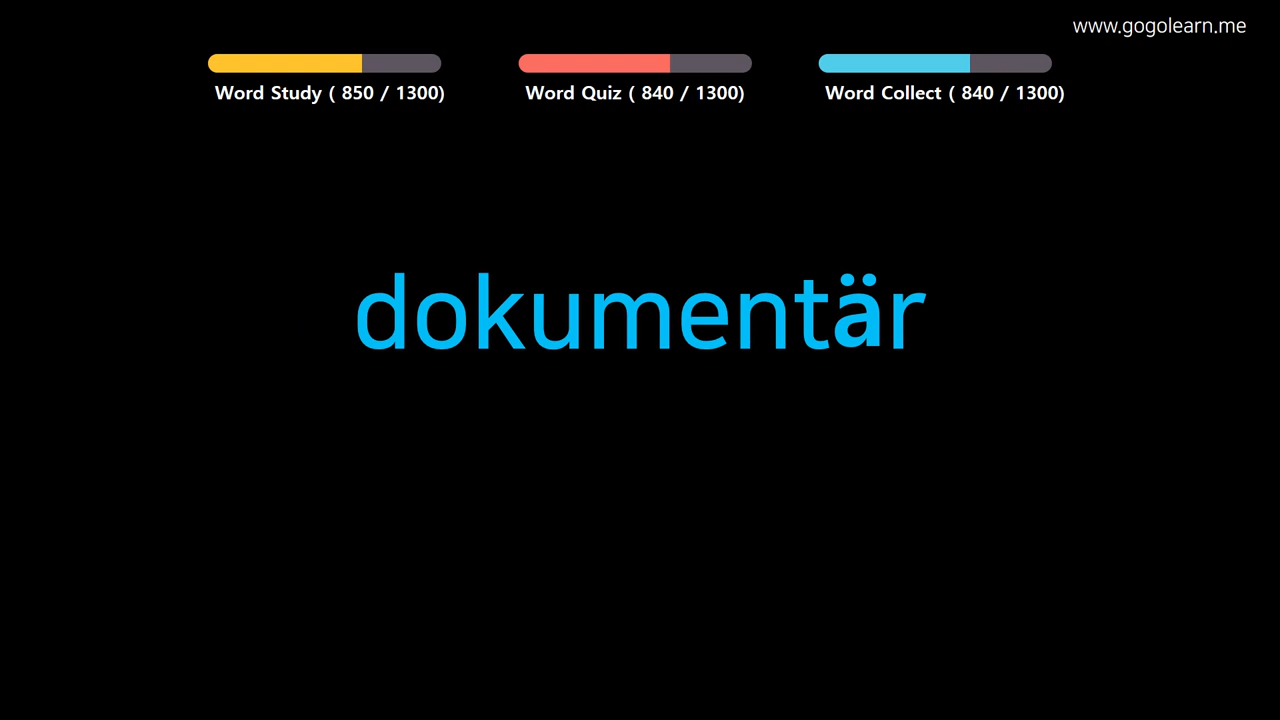 www.gogolearn.me
Word Study ( 850 / 1300)
Word Quiz ( 840 / 1300)
Word Collect ( 840 / 1300)
dokumentär